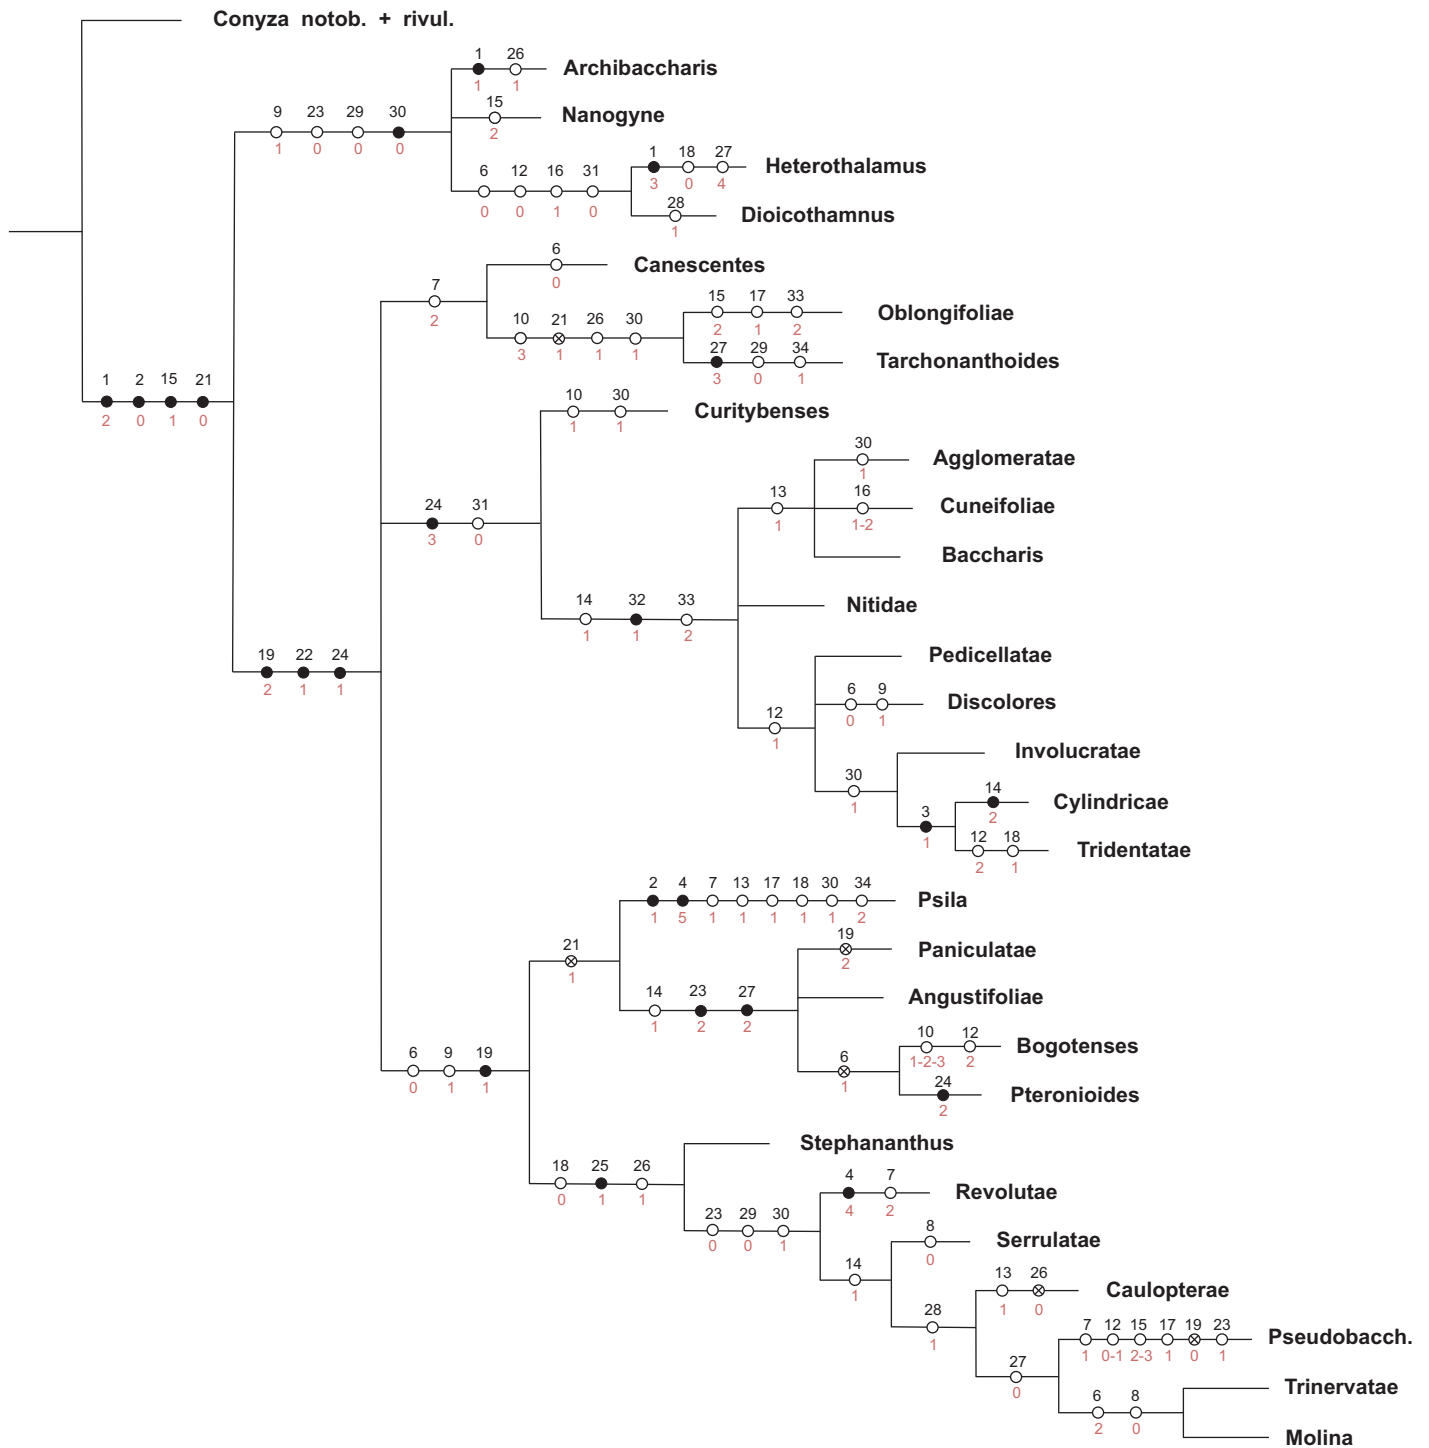 Conyza notob. + rivul.
1 26
Archibaccharis
1 1
9 23 29 30
15
Nanogyne
1 0 0 0
2
1 18 27
Heterothalamus
6 12 16 31
3 0 4
0 0 1 0
28
Dioicothamnus
1
6
Canescentes
0
7
2
15 17 33
Oblongifoliae
10 21 26 30
2 1 2
3 1 1 1
27 29 34
Tarchonanthoides
3 0 1
1 2 15 21
2 0 1 0
10 30
Curitybenses
1 1
30
Agglomeratae
1
13
16
Cuneifoliae
1
1-2
24 31
3 0
Baccharis
14 32 33
Nitidae
1 1 2
19 22 24
2 1 1
Pedicellatae
6 9
Discolores
0 1
12
1
Involucratae
30
1
14
Cylindricae
2
3
1
12 18
Tridentatae
2 1
2 4 7 13 17 18 30 34
Psila
1 5 1 1 1 1 1 2
21
1
19
Paniculatae
2
14 23 27
Angustifoliae
1 2 2
10 12
Bogotenses
1-2-3 2
6
1
24
Pteronioides
2
6 9 19
0 1 1
Stephananthus
18 25 26
0 1 1
4 7
Revolutae
4 2
23 29 30
0 0 1
8
Serrulatae
0
14
1
13 26
Caulopterae
1 0
28
1
7 12 15 17 19 23
Pseudobacch.
1 0-1 2-3 1 0 1
27
0
Trinervatae
6 8
2 0
Molina